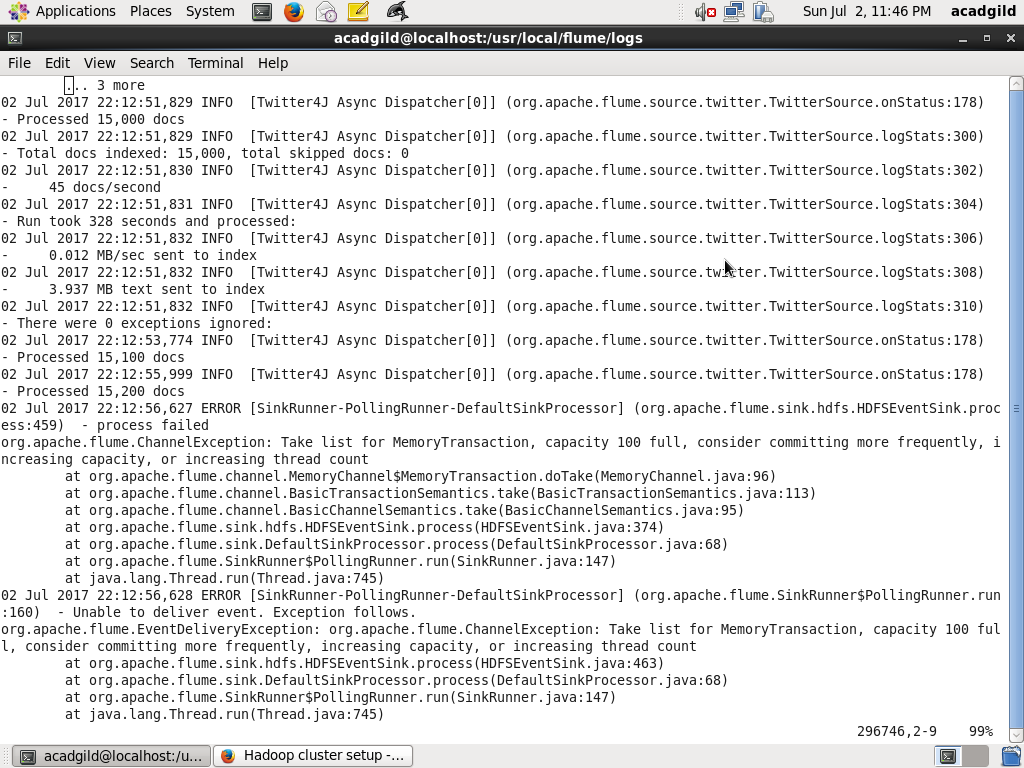 Applications Places System Sun Jul 2, 11:46 PM acadgild
acadgild@localhost:/usr/local/flume/logs
File Edit View Search Terminal Help
... 3 more
02 Jul 2017 22:12:51,829 INFO  [Twitter4J Async Dispatcher[0]] (org.apache.flume.source.twitter.TwitterSource.onStatus:178)
- Processed 15,000 docs
02 Jul 2017 22:12:51,829 INFO  [Twitter4J Async Dispatcher[0]] (org.apache.flume.source.twitter.TwitterSource.logStats:300)
- Total docs indexed: 15,000, total skipped docs: 0
02 Jul 2017 22:12:51,830 INFO  [Twitter4J Async Dispatcher[0]] (org.apache.flume.source.twitter.TwitterSource.logStats:302)
-     45 docs/second
02 Jul 2017 22:12:51,831 INFO  [Twitter4J Async Dispatcher[0]] (org.apache.flume.source.twitter.TwitterSource.logStats:304)
- Run took 328 seconds and processed:
02 Jul 2017 22:12:51,832 INFO  [Twitter4J Async Dispatcher[0]] (org.apache.flume.source.twitter.TwitterSource.logStats:306)
-     0.012 MB/sec sent to index
02 Jul 2017 22:12:51,832 INFO  [Twitter4J Async Dispatcher[0]] (org.apache.flume.source.twitter.TwitterSource.logStats:308)
-     3.937 MB text sent to index
02 Jul 2017 22:12:51,832 INFO  [Twitter4J Async Dispatcher[0]] (org.apache.flume.source.twitter.TwitterSource.logStats:310)
- There were 0 exceptions ignored:
02 Jul 2017 22:12:53,774 INFO  [Twitter4J Async Dispatcher[0]] (org.apache.flume.source.twitter.TwitterSource.onStatus:178)
- Processed 15,100 docs
02 Jul 2017 22:12:55,999 INFO  [Twitter4J Async Dispatcher[0]] (org.apache.flume.source.twitter.TwitterSource.onStatus:178)
- Processed 15,200 docs
02 Jul 2017 22:12:56,627 ERROR [SinkRunner-PollingRunner-DefaultSinkProcessor] (org.apache.flume.sink.hdfs.HDFSEventSink.proc
ess:459)  - process failed
org.apache.flume.ChannelException: Take list for MemoryTransaction, capacity 100 full, consider committing more frequently, i
ncreasing capacity, or increasing thread count
at org.apache.flume.channel.MemoryChannel$MemoryTransaction.doTake(MemoryChannel.java:96)
at org.apache.flume.channel.BasicTransactionSemantics.take(BasicTransactionSemantics.java:113)
at org.apache.flume.channel.BasicChannelSemantics.take(BasicChannelSemantics.java:95)
at org.apache.flume.sink.hdfs.HDFSEventSink.process(HDFSEventSink.java:374)
at org.apache.flume.sink.DefaultSinkProcessor.process(DefaultSinkProcessor.java:68)
at org.apache.flume.SinkRunner$PollingRunner.run(SinkRunner.java:147)
at java.lang.Thread.run(Thread.java:745)
02 Jul 2017 22:12:56,628 ERROR [SinkRunner-PollingRunner-DefaultSinkProcessor] (org.apache.flume.SinkRunner$PollingRunner.run
:160)  - Unable to deliver event. Exception follows.
org.apache.flume.EventDeliveryException: org.apache.flume.ChannelException: Take list for MemoryTransaction, capacity 100 ful
l, consider committing more frequently, increasing capacity, or increasing thread count
at org.apache.flume.sink.hdfs.HDFSEventSink.process(HDFSEventSink.java:463)
at org.apache.flume.sink.DefaultSinkProcessor.process(DefaultSinkProcessor.java:68)
at org.apache.flume.SinkRunner$PollingRunner.run(SinkRunner.java:147)
at java.lang.Thread.run(Thread.java:745)
296746,2-9    99%
acadgild@localhost:/u... Hadoop cluster setup -...